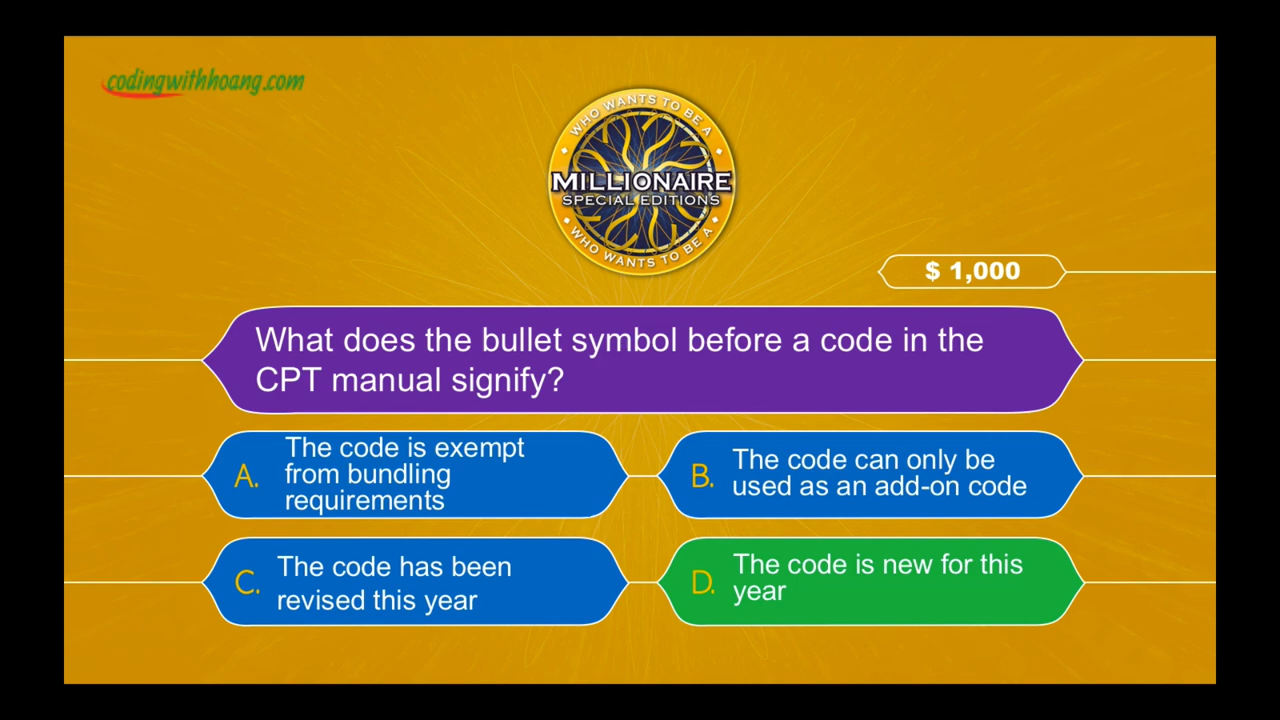 codingwithhoang.com
WHO WANTS TO BE A
MILLIONAIRE
SPECIAL EDITIONS
WHO WANTS TO BE A
$ 1,000
What does the bullet symbol before a code in the
CPT manual signify?
A.
The code is exempt
from bundling
requirements
B.
The code can only be
used as an add-on code
C.
The code has been
revised this year
D.
The code is new for this
year